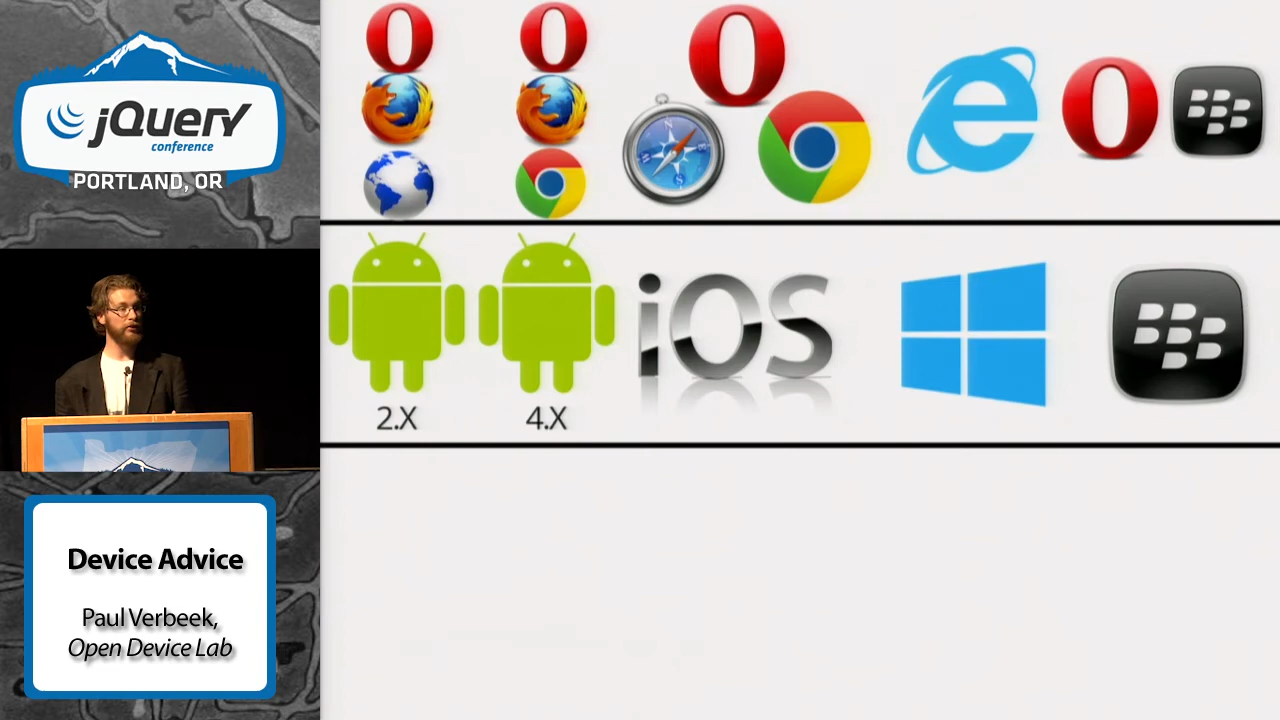 jQuery
conference
PORTLAND, OR
2.X
4.X
iOS
Device Advice
Paul Verbeek,
Open Device Lab